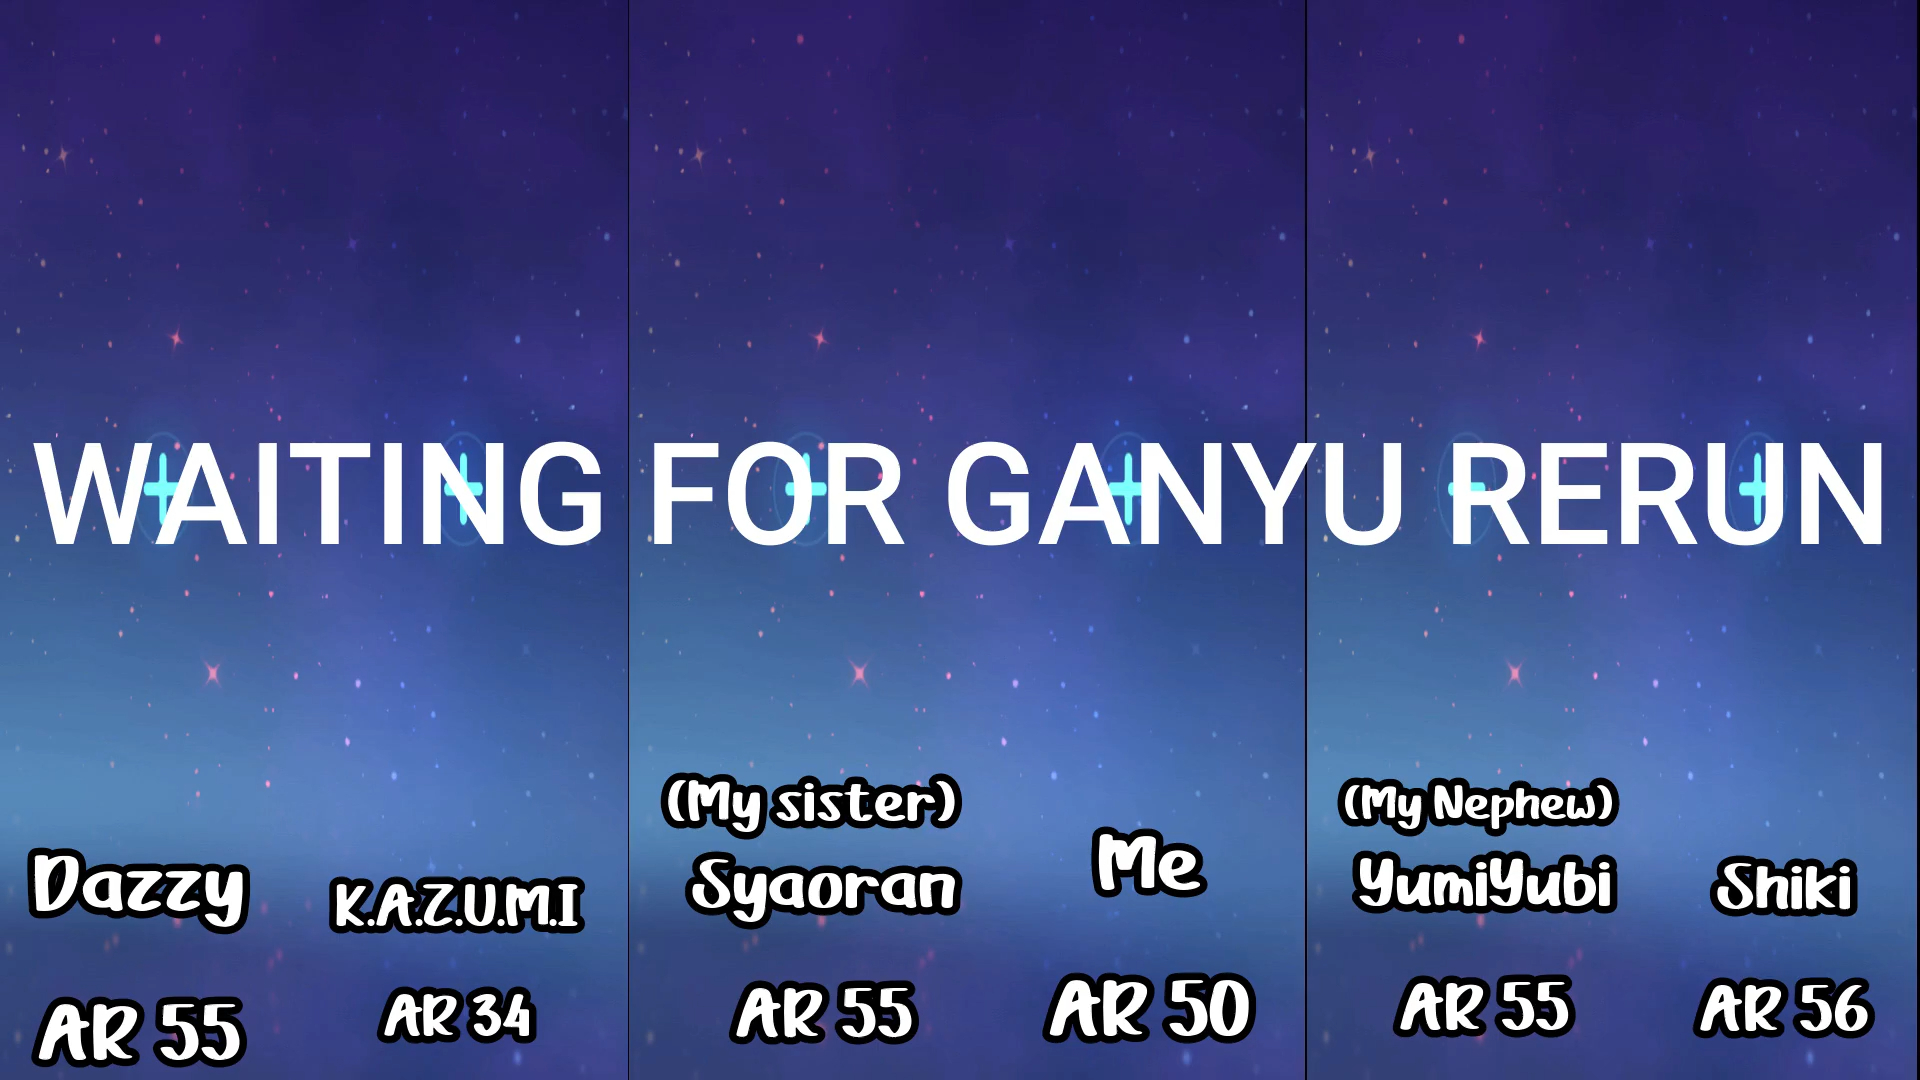 WAITING FOR GANYU RERUN
Dazzy
AR 55
K.A.Z.U.M.I
AR 34
(My sister)
Syaoran
AR 55
Me
AR 50
(My Nephew)
YumiYubi
AR 55
Shiki
AR 56